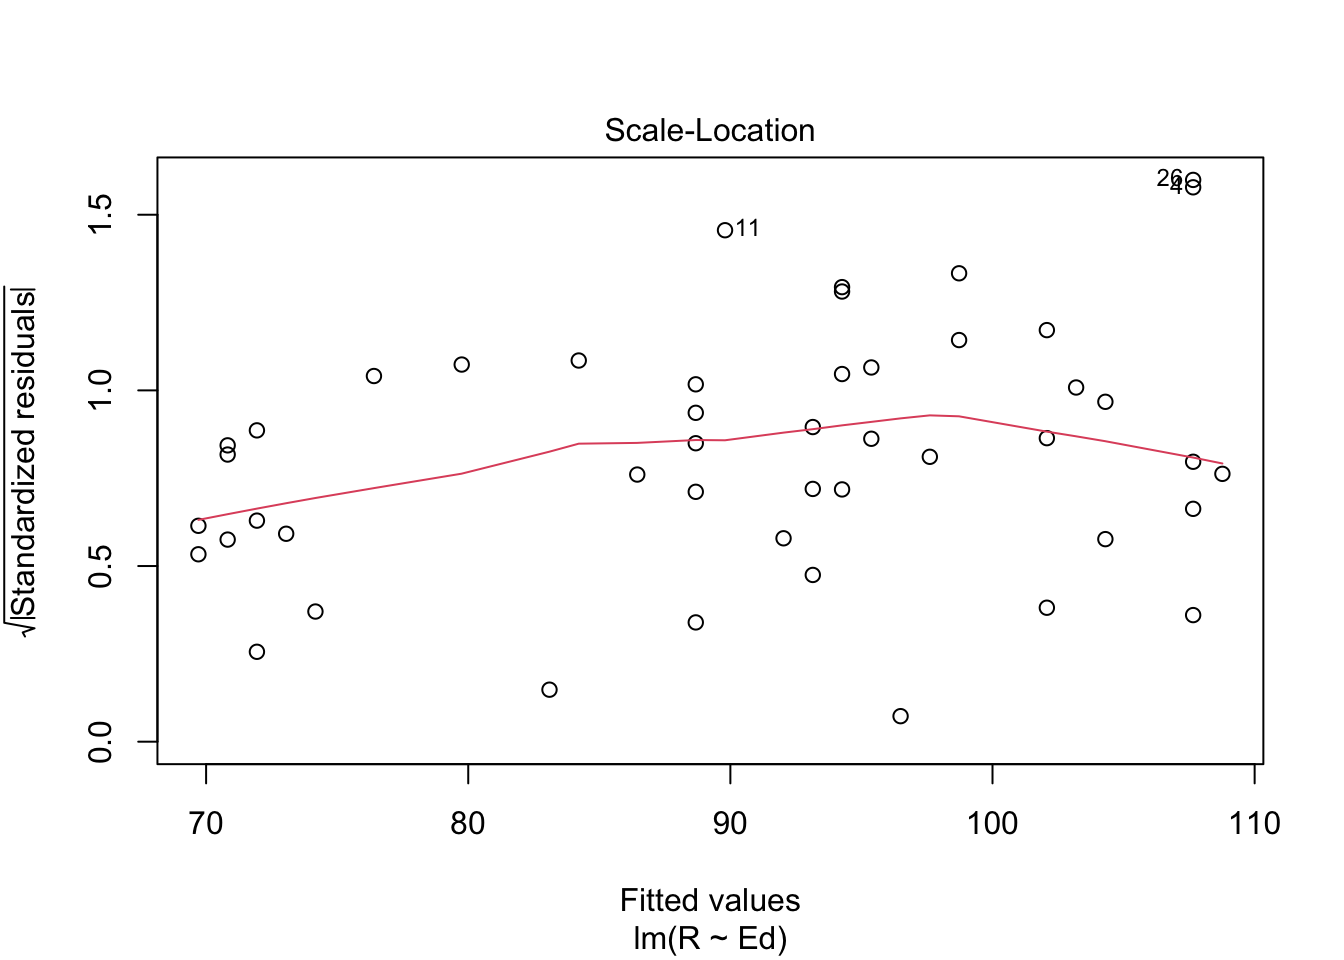 Scale-Location
√|Standardized residuals|
1.5
1.0
0.5
0.0
26
4
11
70 80 90 100 110
Fitted values
lm(R ~ Ed)